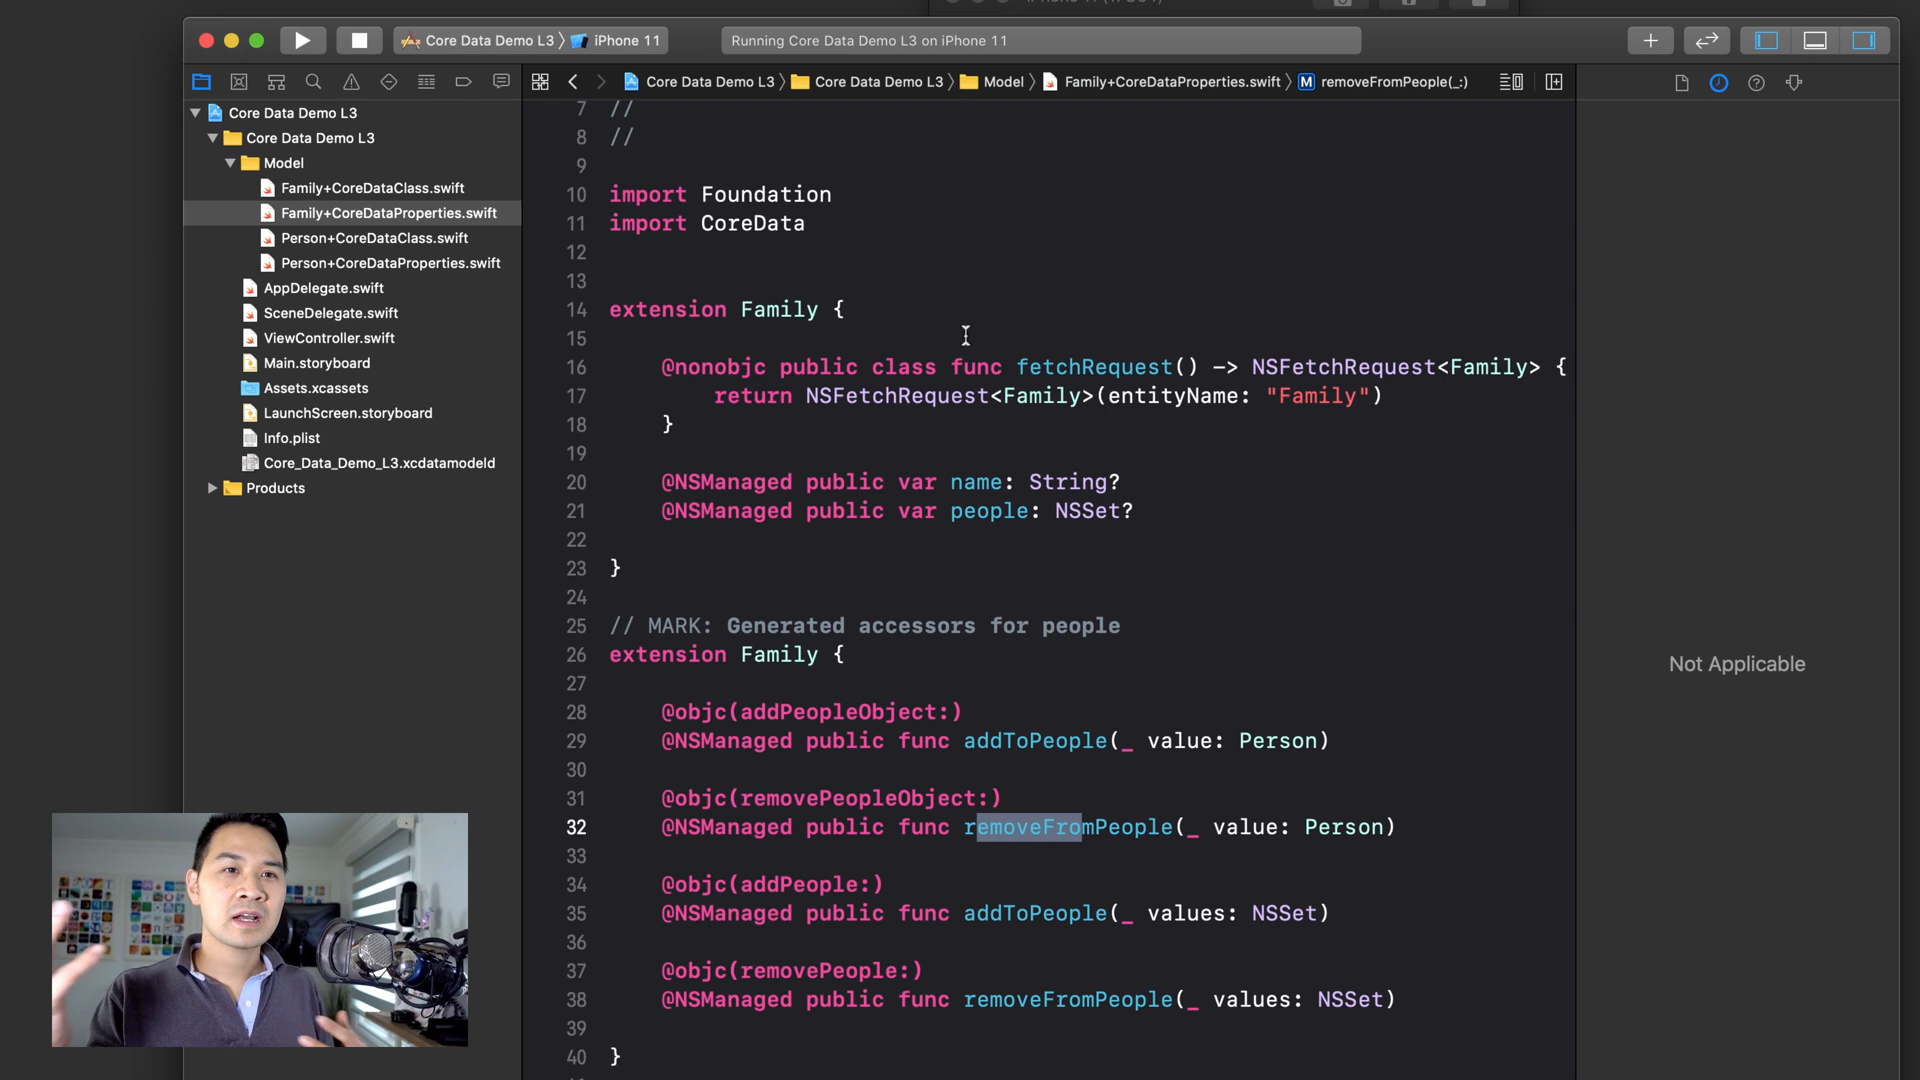 Core Data Demo L3 〉 iPhone 11
Running Core Data Demo L3 on iPhone 11
Core Data Demo L3 〉 Core Data Demo L3 〉 Model 〉 Family+CoreDataProperties.swift 〉 M removeFromPeople(_:)
Core Data Demo L3
Core Data Demo L3
Model
Family+CoreDataClass.swift
Family+CoreDataProperties.swift
Person+CoreDataClass.swift
Person+CoreDataProperties.swift
AppDelegate.swift
SceneDelegate.swift
ViewController.swift
Main.storyboard
Assets.xcassets
LaunchScreen.storyboard
Info.plist
Core_Data_Demo_L3.xcdatamodeld
Products
7 //
8 //
9
10 import Foundation
11 import CoreData
12
13
14 extension Family {
15
16 @nonobjc public class func fetchRequest() -> NSFetchRequest<Family> {
17 return NSFetchRequest<Family>(entityName: "Family")
18 }
19
20 @NSManaged public var name: String?
21 @NSManaged public var people: NSSet?
22
23 }
24
25 // MARK: Generated accessors for people
26 extension Family {
27
28 @objc(addPeopleObject:)
29 @NSManaged public func addToPeople(_ value: Person)
30
31 @objc(removePeopleObject:)
32 @NSManaged public func removeFromPeople(_ value: Person)
33
34 @objc(addPeople:)
35 @NSManaged public func addToPeople(_ values: NSSet)
36
37 @objc(removePeople:)
38 @NSManaged public func removeFromPeople(_ values: NSSet)
39
40 }
Not Applicable